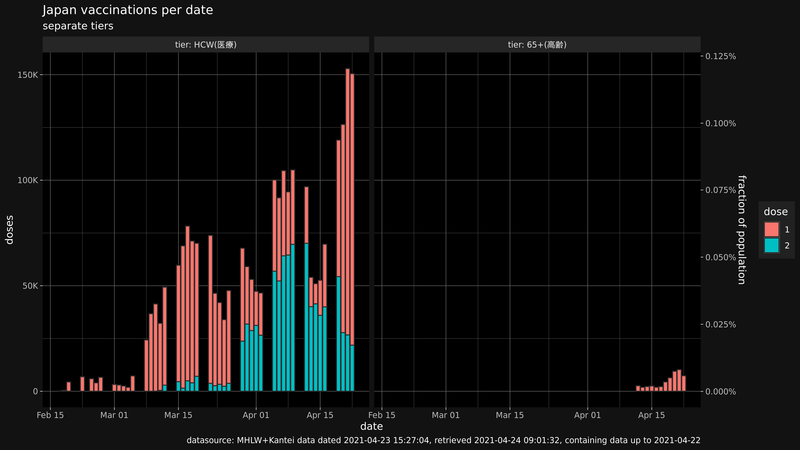 Japan vaccinations per date
separate tiers
tier: HCW(医療)
tier: 65+(高齢)
150K
100K
50K
0
doses
0.125%
0.100%
0.075%
0.050%
0.025%
0.000%
fraction of population
dose
1
2
Feb 15
Mar 01
Mar 15
Apr 01
Apr 15
Feb 15
Mar 01
Mar 15
Apr 01
Apr 15
date
datasource: MHLW+Kantei data dated 2021-04-23 15:27:04, retrieved 2021-04-24 09:01:32, containing data up to 2021-04-22